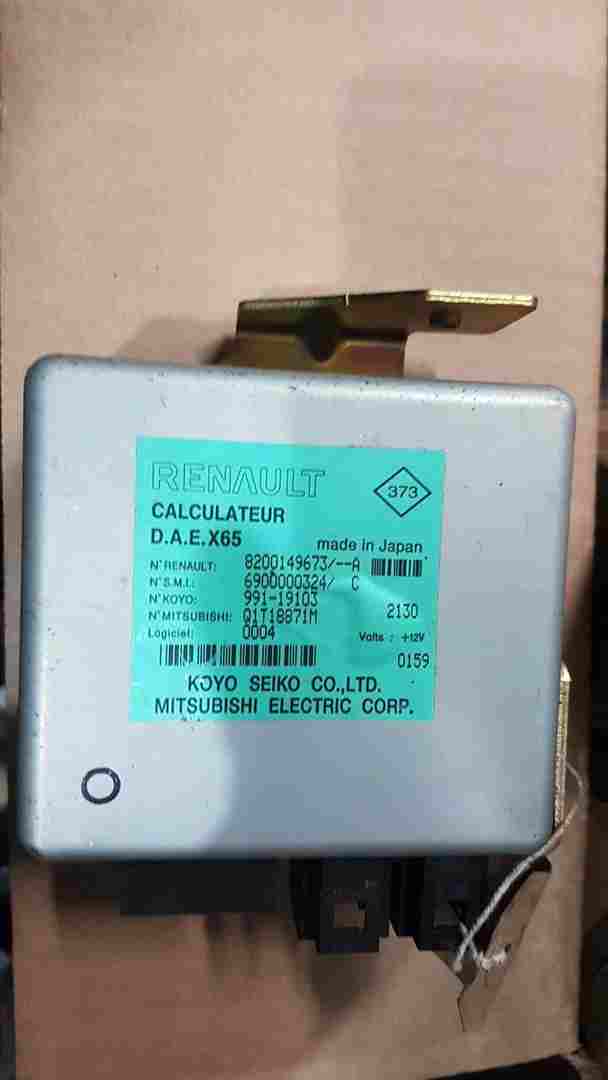 RENAULT
373
CALCULATEUR
D.A.E.X65
made in Japan
N°RENAULT: 8200149673/--A
N°S.M.I.: 6900000324/ C
N°KOYO: 991-19103
N°MITSUBISHI: Q1T18871M 2130
Logiciel: 0004 Volts : +12V
0159
KOYO SEIKO CO.,LTD.
MITSUBISHI ELECTRIC CORP.